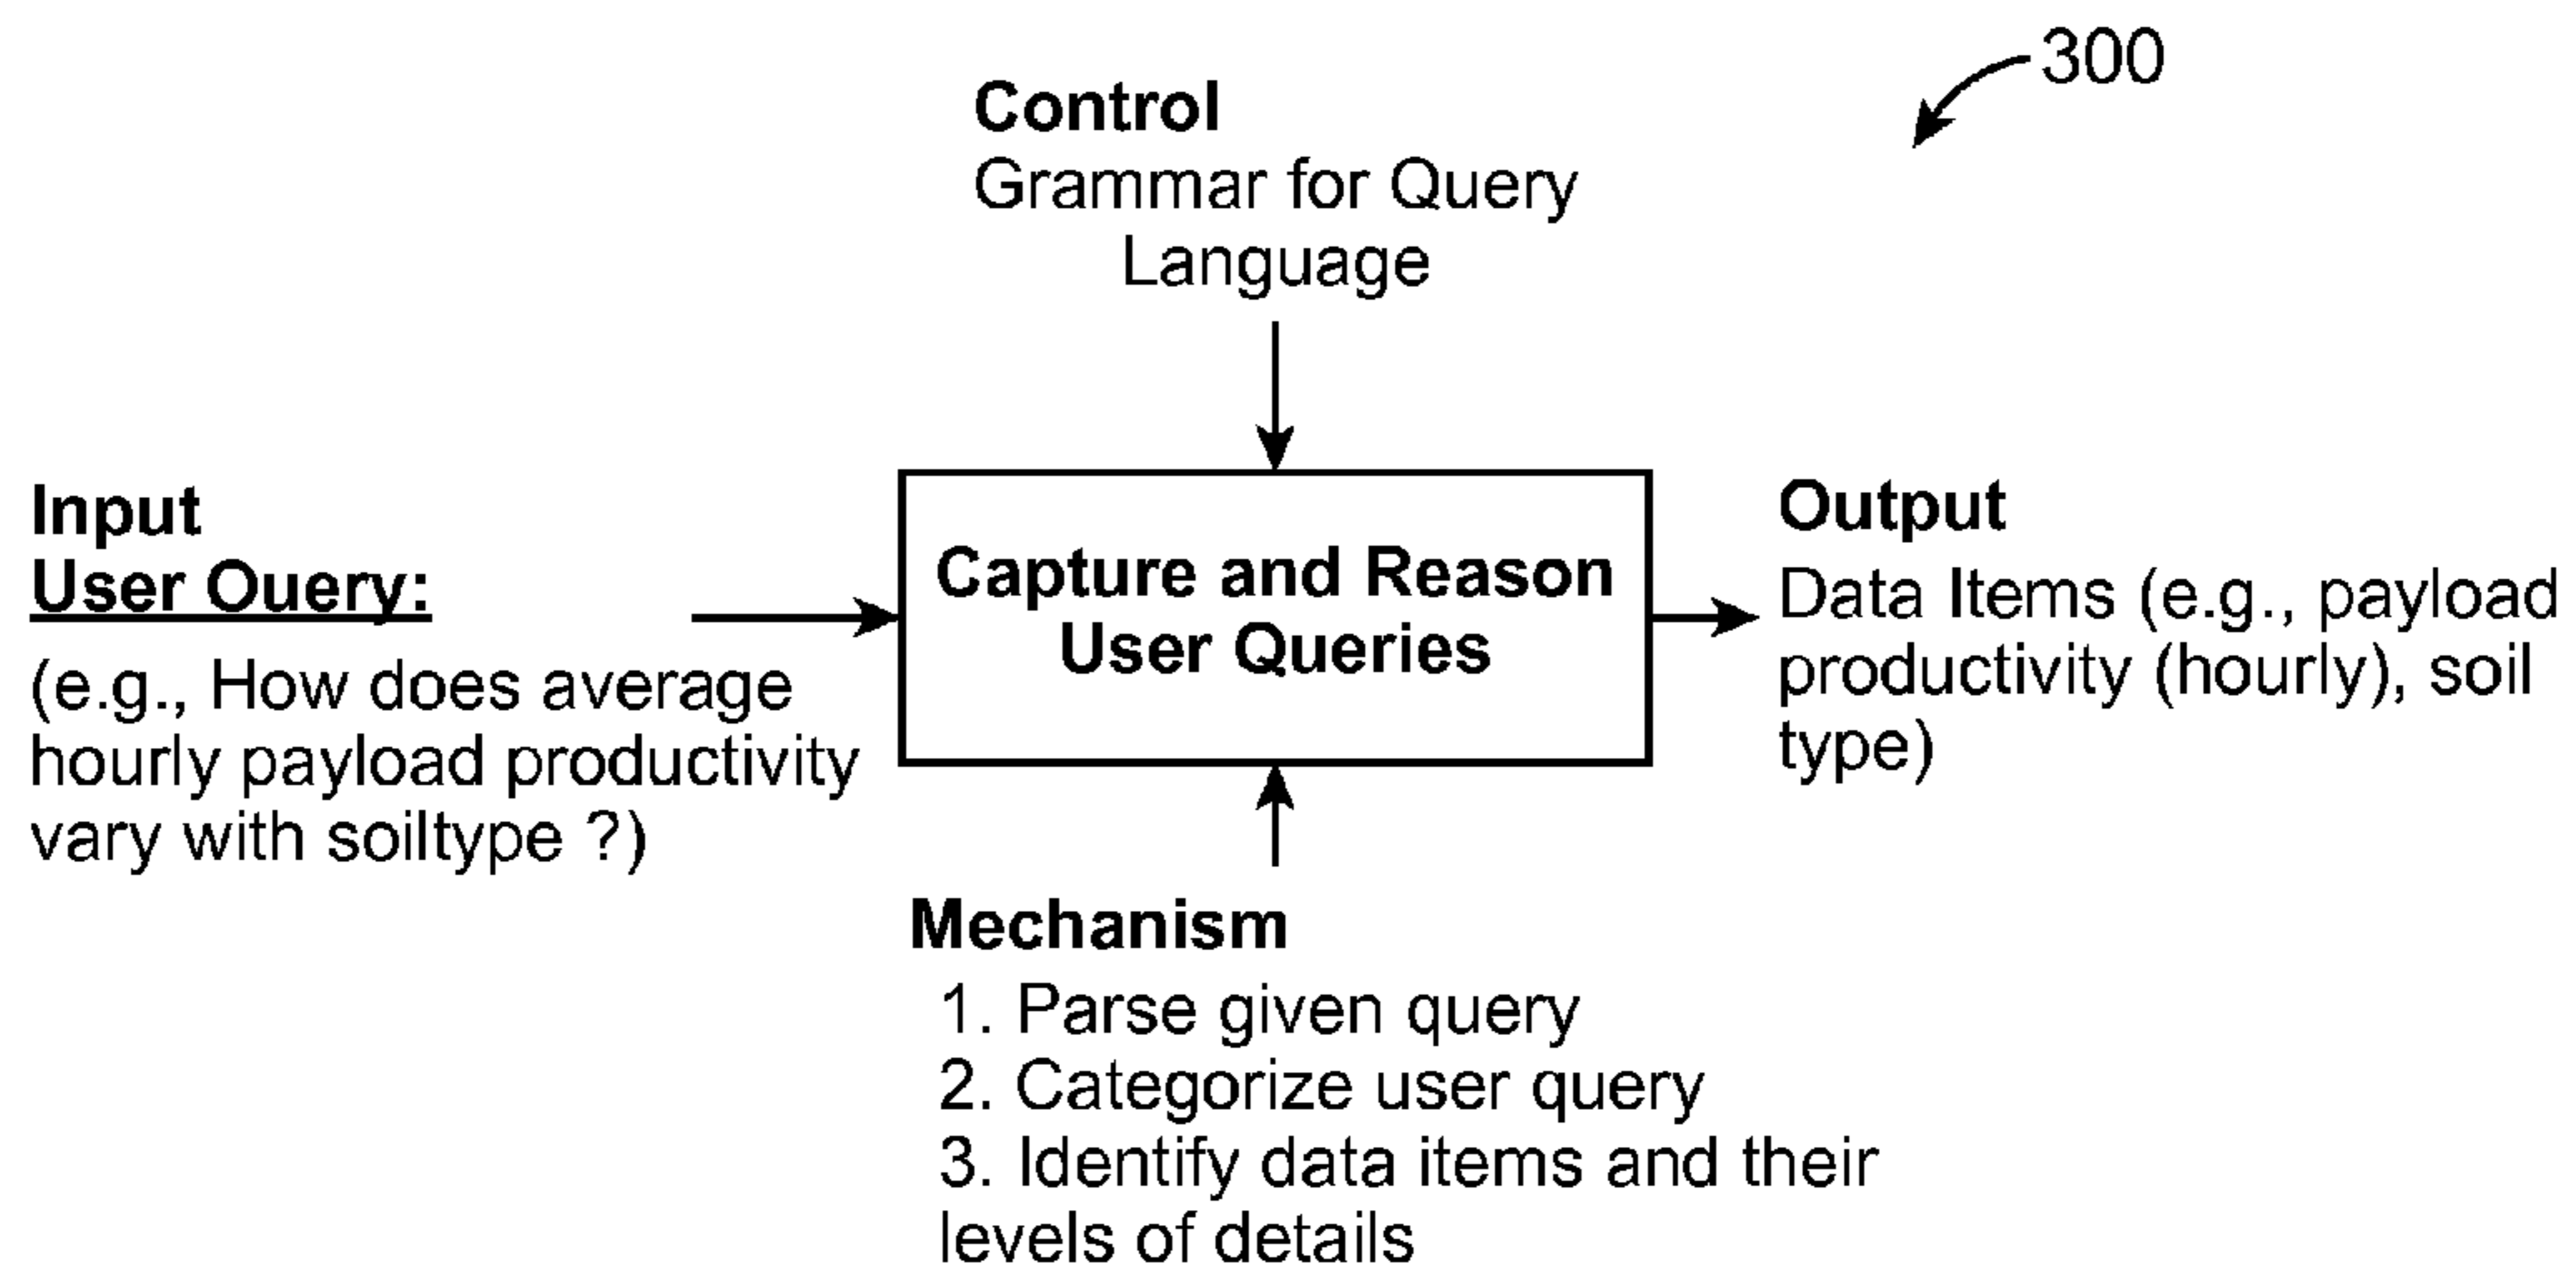 300
Control
Grammar for Query
Language
Input
User Ouery:
(e.g., How does average
hourly payload productivity
vary with soiltype ?)
Capture and Reason
User Queries
Output
Data Items (e.g., payload
productivity (hourly), soil
type)
Mechanism
1. Parse given query
2. Categorize user query
3. Identify data items and their
levels of details